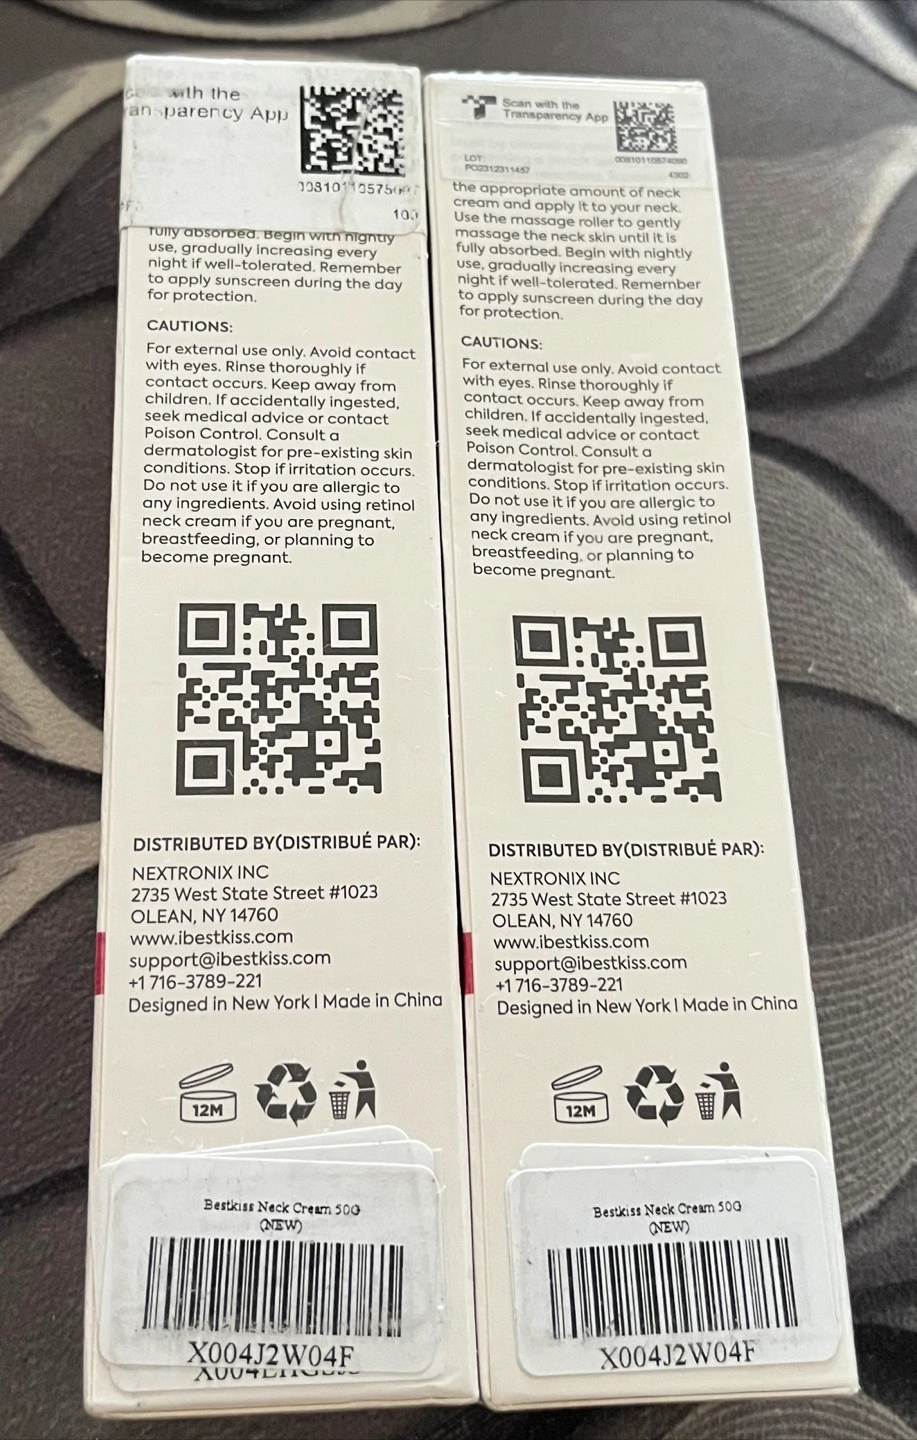 with the
parency App
100
fully absorbed. Begin with nightly
use, gradually increasing every
night if well-tolerated. Remember
to apply sunscreen during the day
for protection.
CAUTIONS:
For external use only. Avoid contact
with eyes. Rinse thoroughly if
contact occurs. Keep away from
children. If accidentally ingested,
seek medical advice or contact
Poison Control. Consult a
dermatologist for pre-existing skin
conditions. Stop if irritation occurs.
Do not use it if you are allergic to
any ingredients. Avoid using retinol
neck cream if you are pregnant,
breastfeeding, or planning to
become pregnant.
DISTRIBUTED BY(DISTRIBUÉ PAR):
NEXTRONIX INC
2735 West State Street #1023
OLEAN, NY 14760
www.ibestkiss.com
support@ibestkiss.com
+1 716-3789-221
Designed in New York | Made in China
12M
Bestkiss Neck Cream 50G
(NEW)
X004J2W04F
Scan with the
Transparency App
LOT:
PO2312311457
4302
the appropriate amount of neck
cream and apply it to your neck.
Use the massage roller to gently
massage the neck skin until it is
fully absorbed. Begin with nightly
use, gradually increasing every
night if well-tolerated. Remember
to apply sunscreen during the day
for protection.
CAUTIONS:
For external use only. Avoid contact
with eyes. Rinse thoroughly if
contact occurs. Keep away from
children. If accidentally ingested,
seek medical advice or contact
Poison Control. Consult a
dermatologist for pre-existing skin
conditions. Stop if irritation occurs.
Do not use it if you are allergic to
any ingredients. Avoid using retinol
neck cream if you are pregnant,
breastfeeding, or planning to
become pregnant.
DISTRIBUTED BY(DISTRIBUÉ PAR):
NEXTRONIX INC
2735 West State Street #1023
OLEAN, NY 14760
www.ibestkiss.com
support@ibestkiss.com
+1 716-3789-221
Designed in New York | Made in China
12M
Bestkiss Neck Cream 50G
(NEW)
X004J2W04F